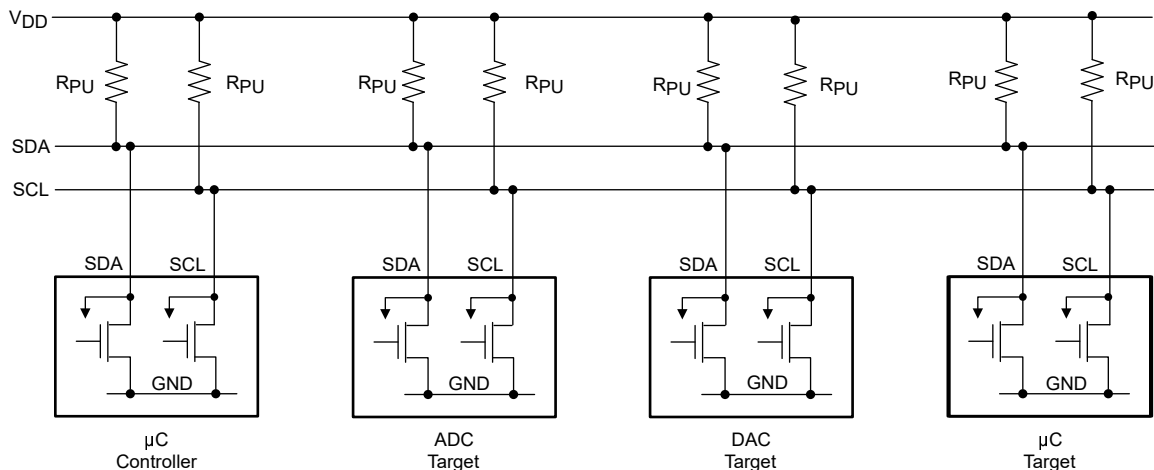 VDD
RPU RPU RPU RPU RPU RPU RPU RPU
SDA
SCL
SDA SCL SDA SCL SDA SCL SDA SCL
GND GND GND GND
µC ADC DAC µC
Controller Target Target Target